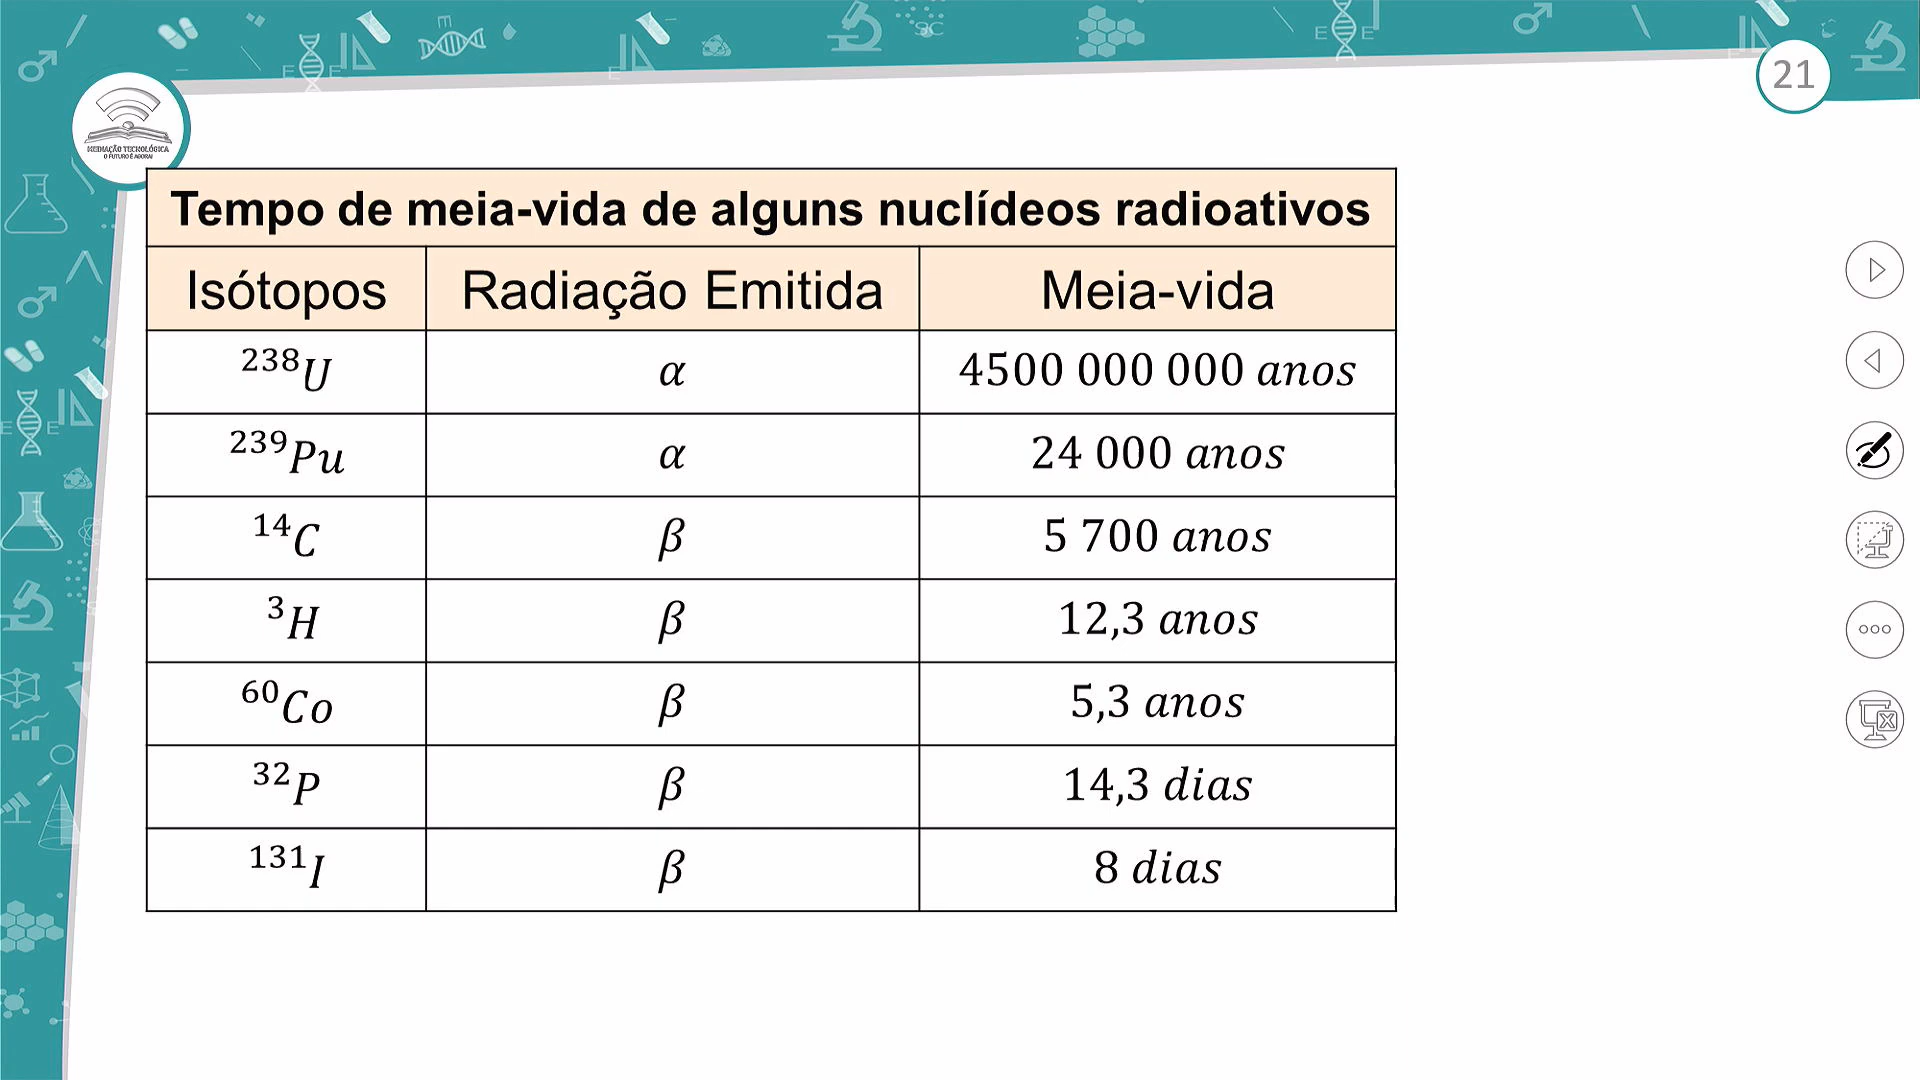 21
MEDIAÇÃO TECNOLÓGICA
O FUTURO É AGORA!
Tempo de meia-vida de alguns nuclídeos radioativos
Isótopos Radiação Emitida Meia-vida
²³⁸U α 4500 000 000 anos
²³⁹Pu α 24 000 anos
¹⁴C β 5 700 anos
³H β 12,3 anos
⁶⁰Co β 5,3 anos
³²P β 14,3 dias
¹³¹I β 8 dias